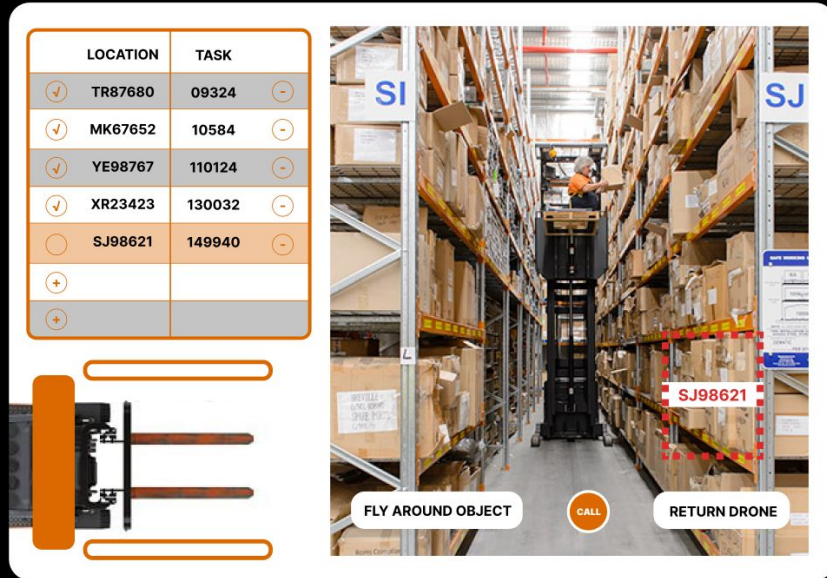 LOCATION TASK
√ TR87680 09324 -
√ MK67652 10584 -
√ YE98767 110124 -
√ XR23423 130032 -
SJ98621 149940 -
+
+
SI
SJ
L
SJ98621
FLY AROUND OBJECT
CALL
RETURN DRONE